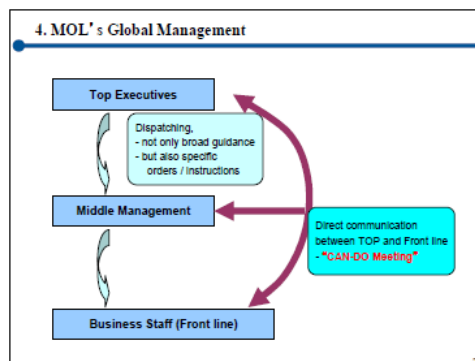 4. MOL's Global Management
Top Executives
Dispatching,
- not only broad guidance
- but also specific
orders / instructions
Middle Management
Direct communication
between TOP and Front line
- "CAN-DO Meeting"
Business Staff (Front line)